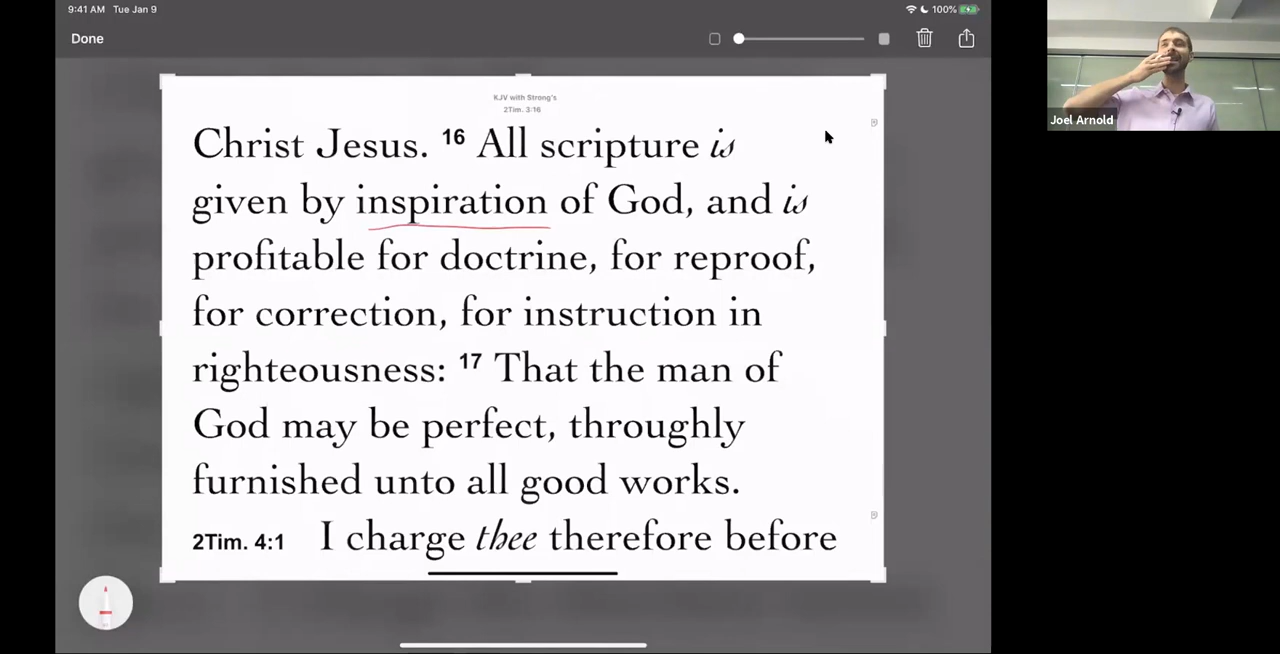 9:41 AM Tue Jan 9
100%
Done
Joel Arnold
KJV with Strong's
2Tim. 3:16
Christ Jesus. 16 All scripture is
given by inspiration of God, and is
profitable for doctrine, for reproof,
for correction, for instruction in
righteousness: 17 That the man of
God may be perfect, throughly
furnished unto all good works.
2Tim. 4:1 I charge thee therefore before